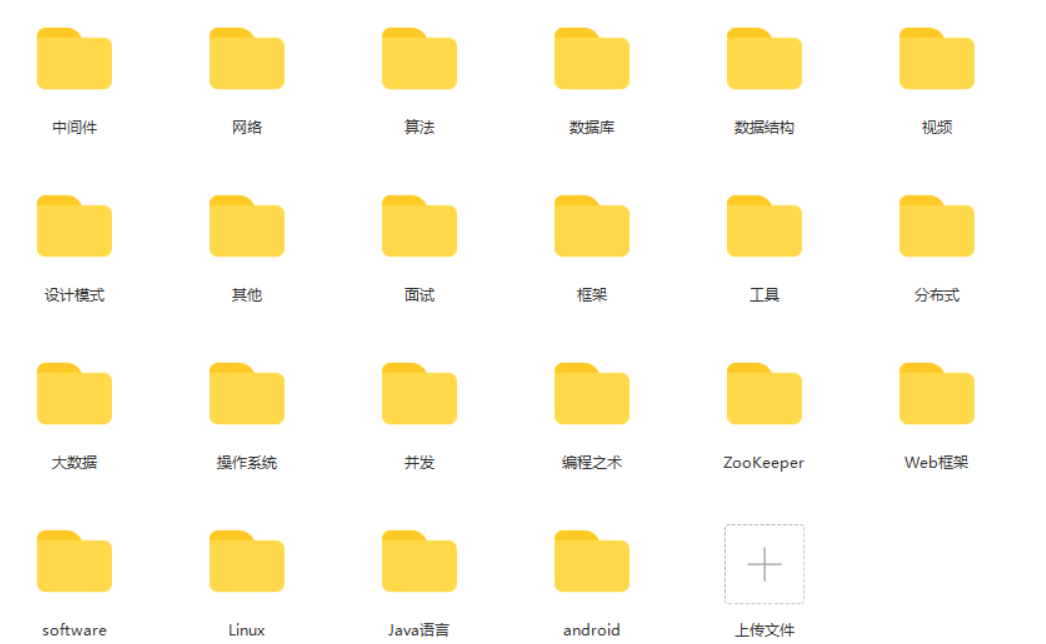 中间件
网络
算法
数据库
数据结构
视频
设计模式
其他
面试
框架
工具
分布式
大数据
操作系统
并发
编程之术
ZooKeeper
Web框架
software
Linux
Java语言
android
上传文件